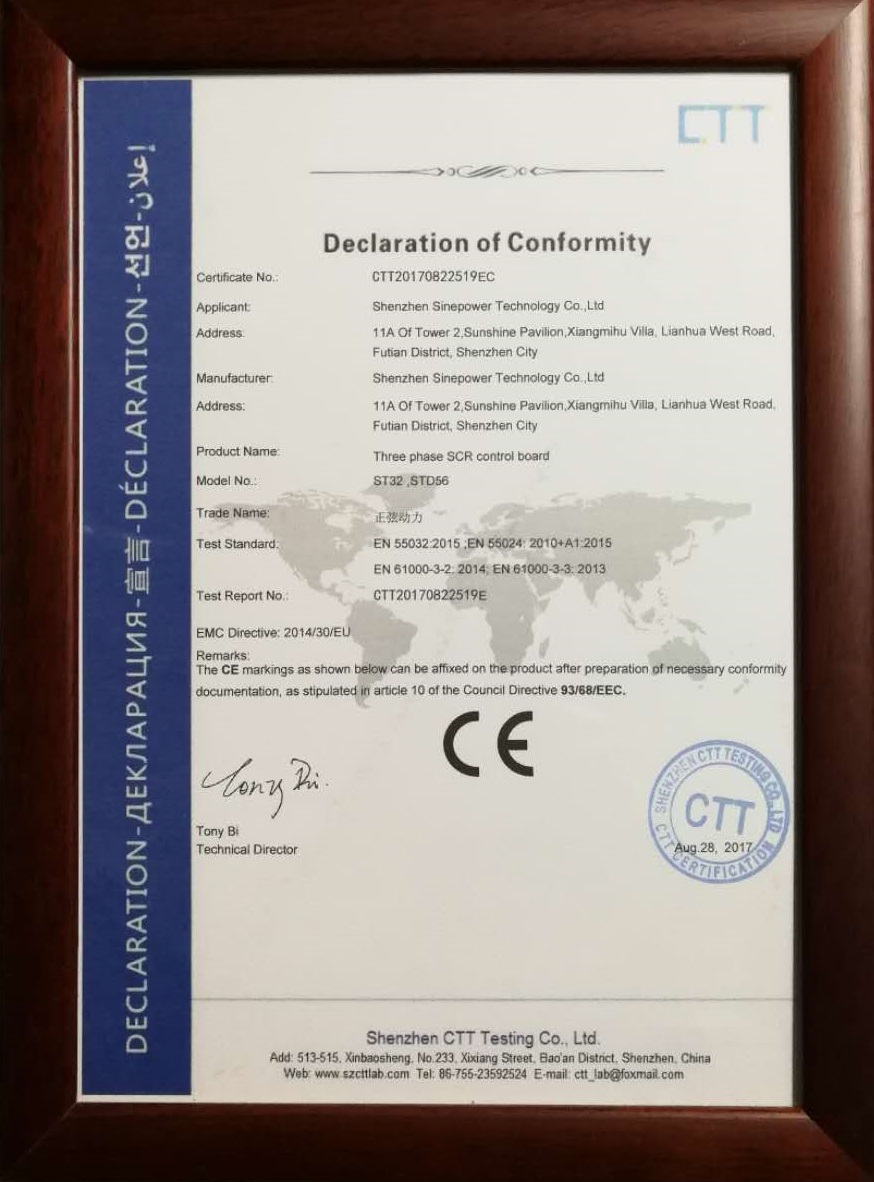 CTT
Declaration of Conformity
Certificate No.: CTT20170822519EC
Applicant: Shenzhen Sinepower Technology Co.,Ltd
Address: 11A Of Tower 2,Sunshine Pavilion,Xiangmihu Villa, Lianhua West Road,
Futian District, Shenzhen City
Manufacturer: Shenzhen Sinepower Technology Co.,Ltd
Address: 11A Of Tower 2,Sunshine Pavilion,Xiangmihu Villa, Lianhua West Road,
Futian District, Shenzhen City
Product Name: Three phase SCR control board
Model No.: ST32 ,STD56
Trade Name: 正弦动力
Test Standard: EN 55032:2015 ;EN 55024: 2010+A1:2015
EN 61000-3-2: 2014; EN 61000-3-3: 2013
Test Report No.: CTT20170822519E
EMC Directive: 2014/30/EU
Remarks:
The CE markings as shown below can be affixed on the product after preparation of necessary conformity
documentation, as stipulated in article 10 of the Council Directive 93/68/EEC.
CE
Tony Bi.
Tony Bi
Technical Director
SHENZHEN CTT TESTING CO., LTD
CTT
Aug.28, 2017
CTT CERTIFICATION
Shenzhen CTT Testing Co., Ltd.
Add: 513-515, Xinbaosheng, No.233, Xixiang Street, Bao'an District, Shenzhen, China
Web: www.szcttlab.com Tel: 86-755-23592524 E-mail: ctt_lab@foxmail.com
DECLARATION-ДЕКЛАРАЦИЯ-宣言-DÉCLARATION-선언-إعلان